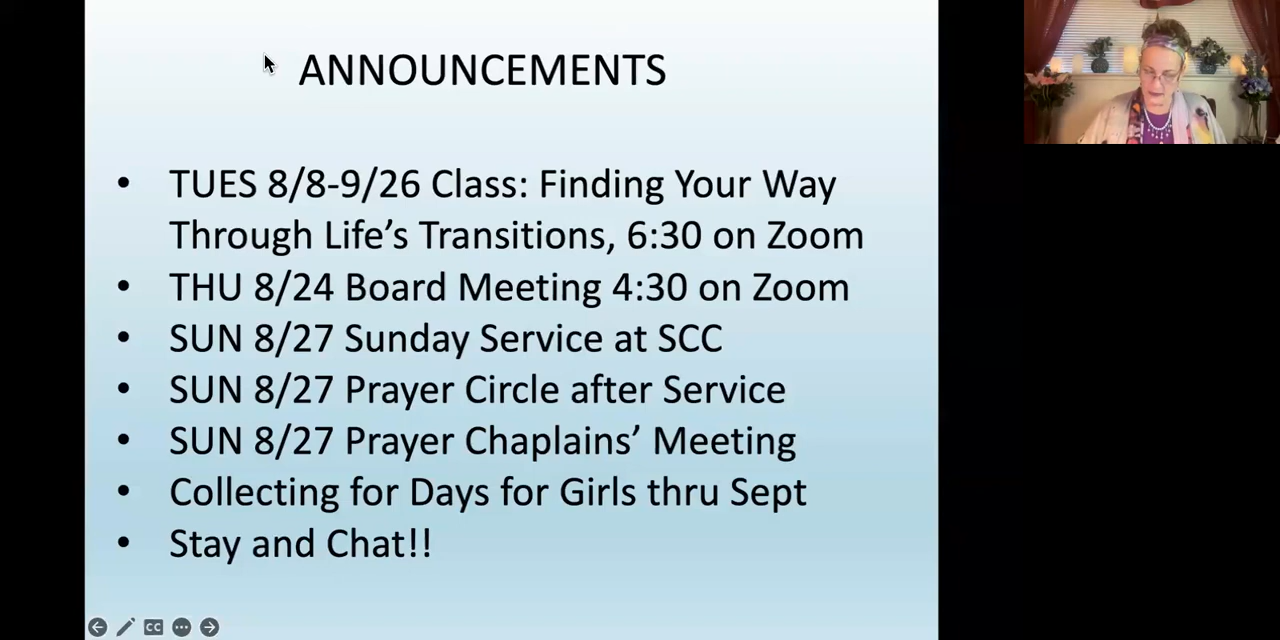 ANNOUNCEMENTS
• TUES 8/8-9/26 Class: Finding Your Way
Through Life’s Transitions, 6:30 on Zoom
• THU 8/24 Board Meeting 4:30 on Zoom
• SUN 8/27 Sunday Service at SCC
• SUN 8/27 Prayer Circle after Service
• SUN 8/27 Prayer Chaplains’ Meeting
• Collecting for Days for Girls thru Sept
• Stay and Chat!!
CC